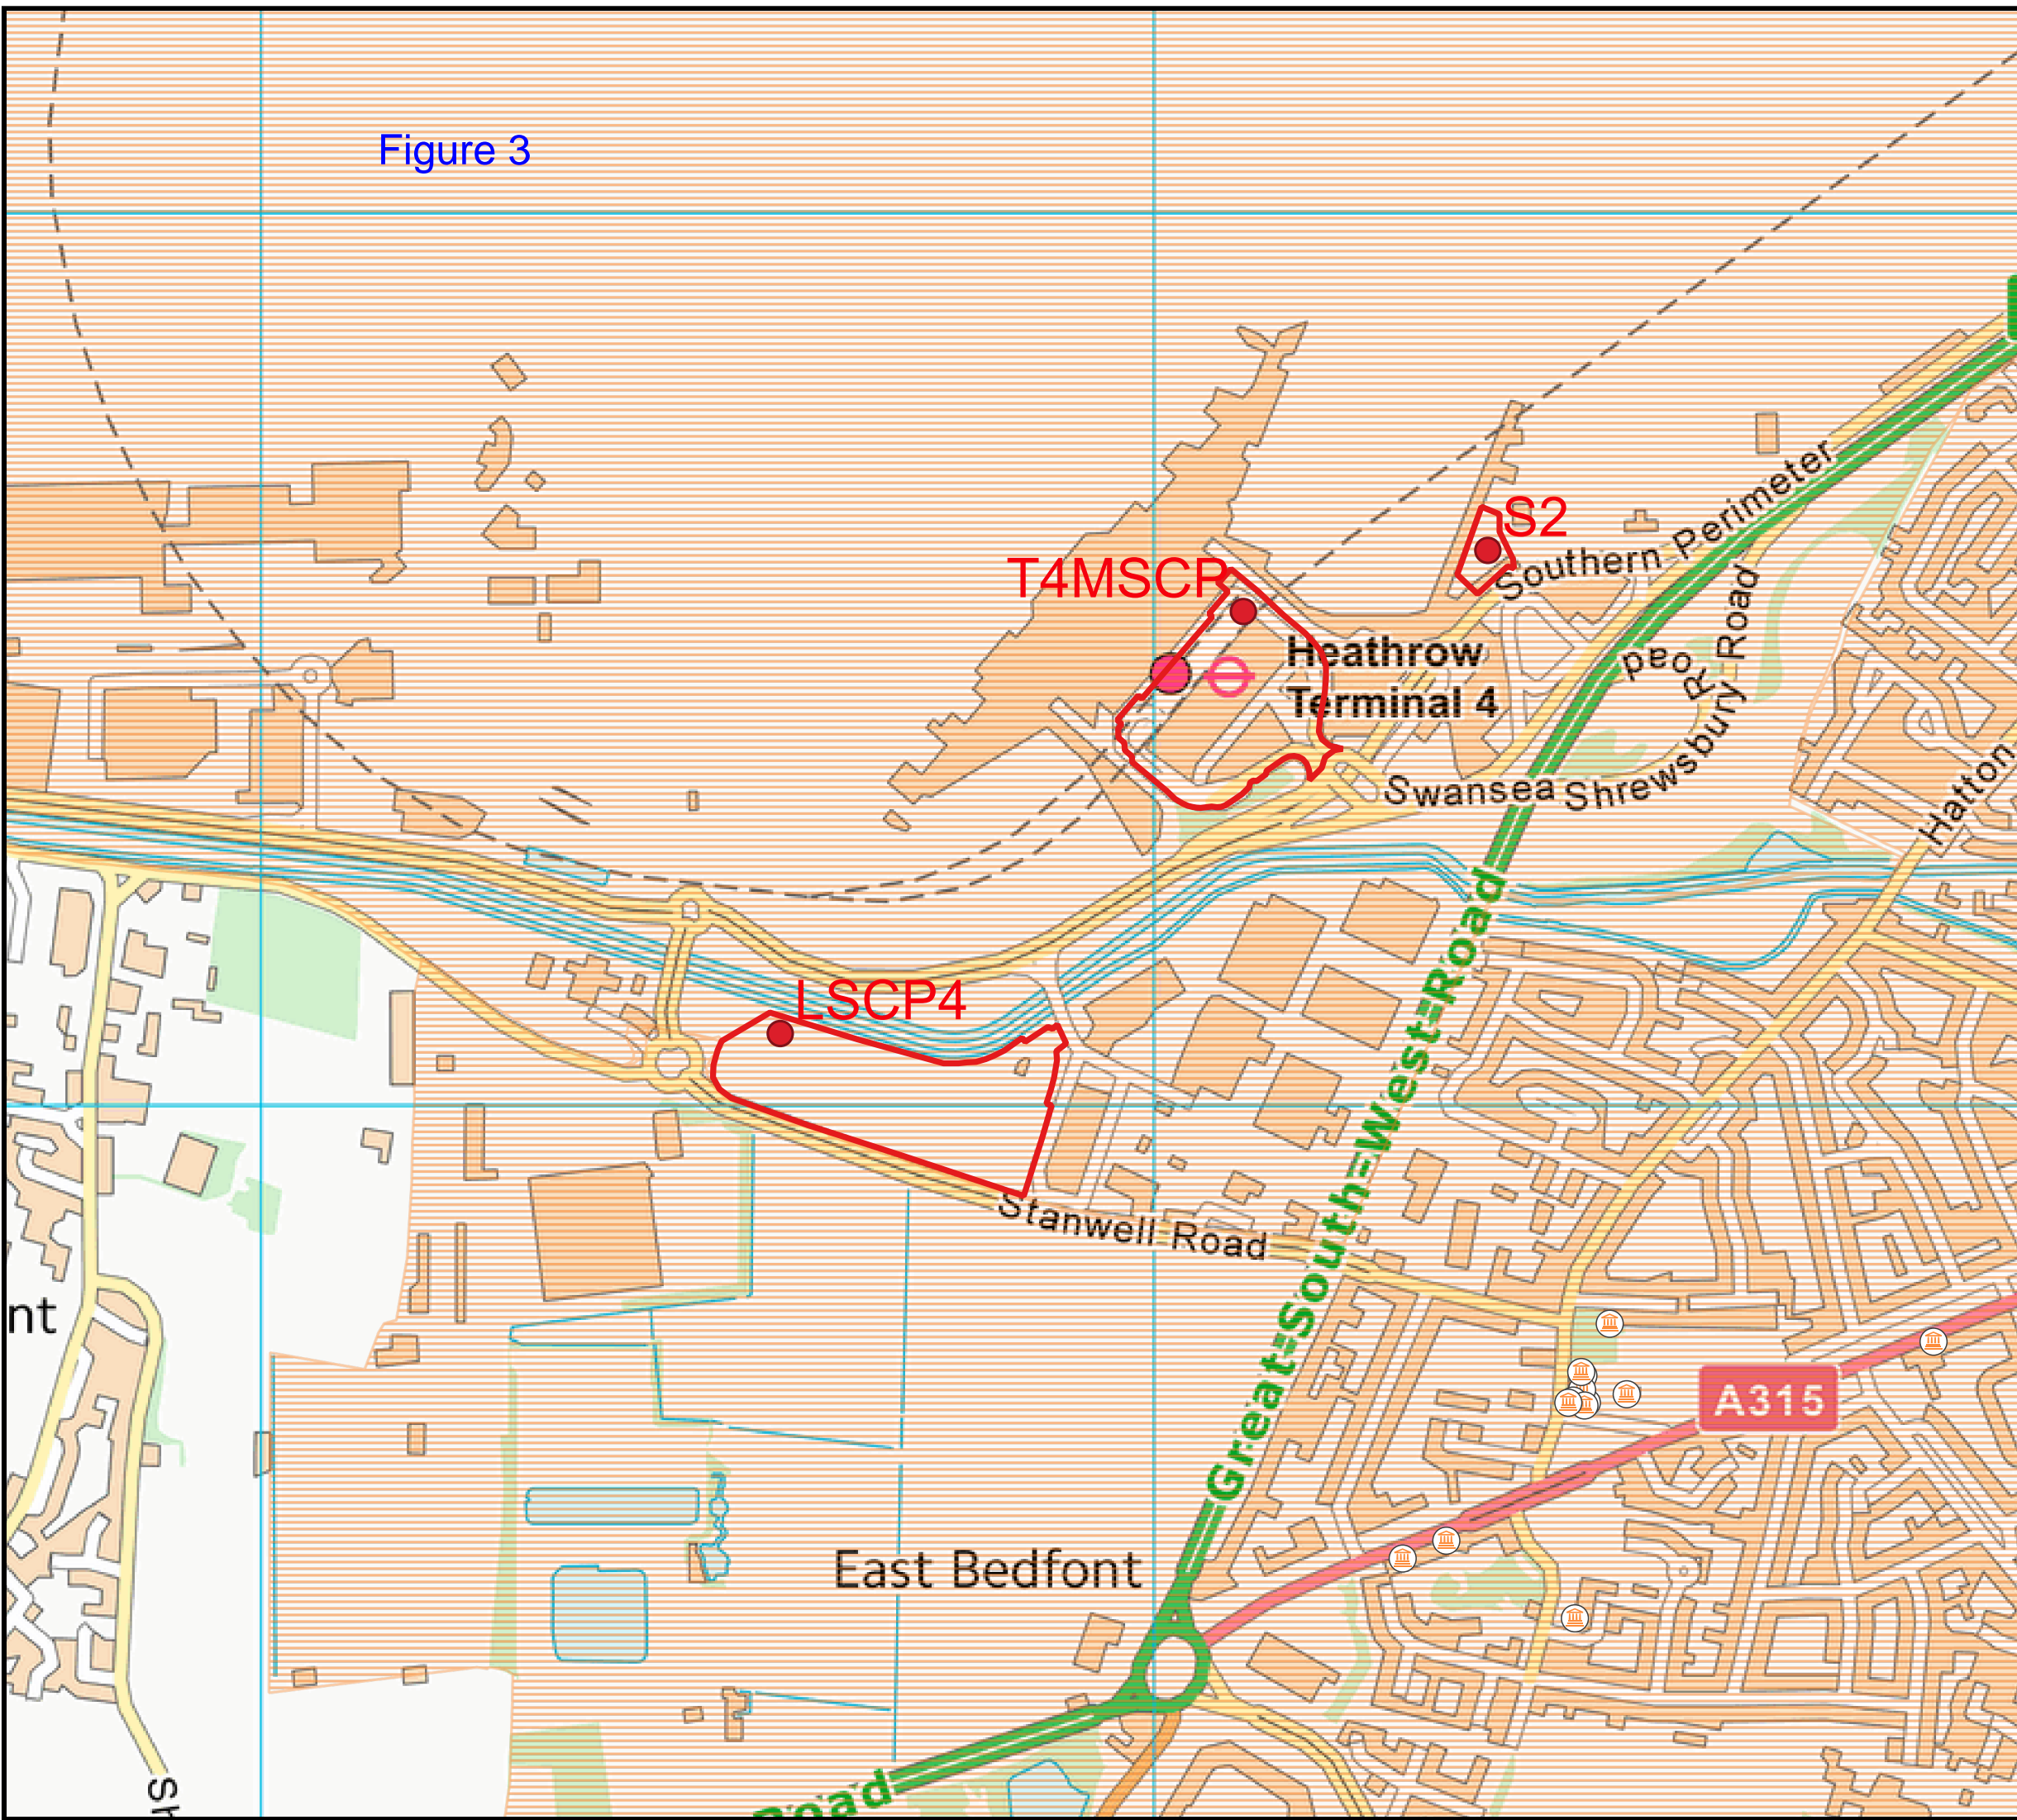 Figure 3
S2
Southern Perimeter
T4MSCP
Road
Heathrow
Terminal 4
Road
Shrewsbury
Swansea
Hatton
LSCP4
Great South-West Road
Stanwell Road
nt
A315
East Bedfont
Road